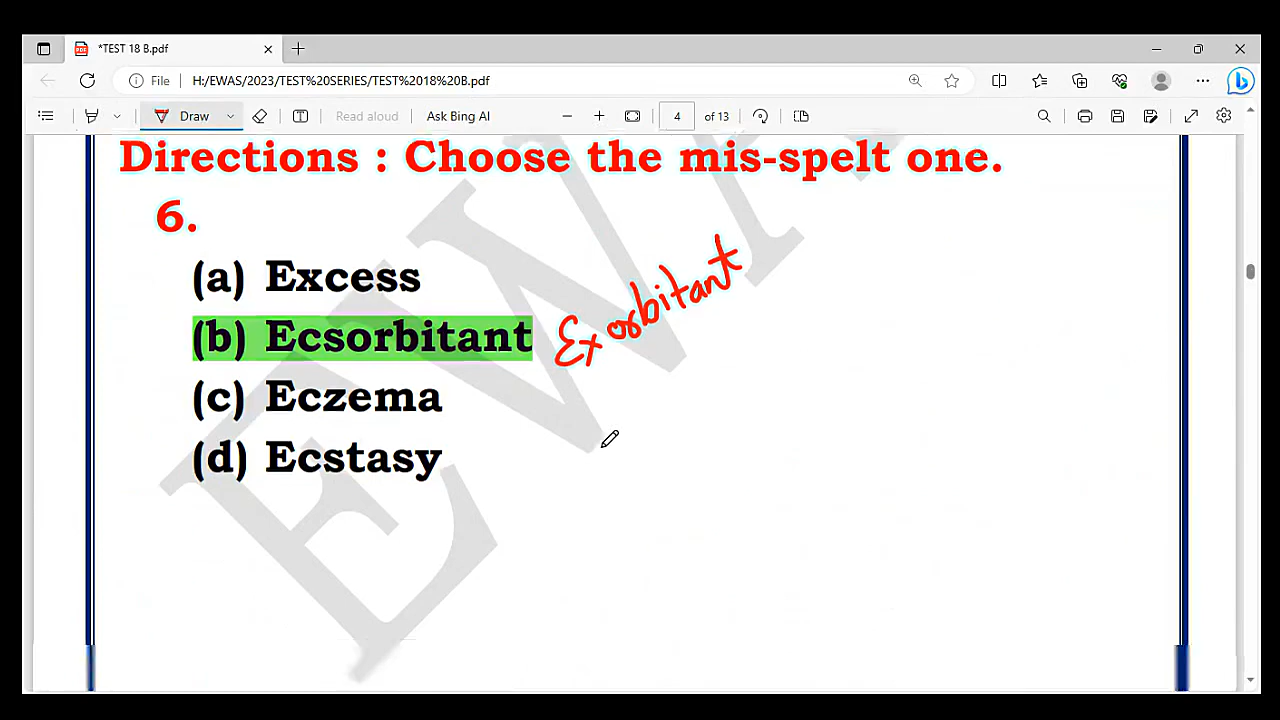 *TEST 18 B.pdf
File H:/EWAS/2023/TEST%20SERIES/TEST%2018%20B.pdf
Draw Read aloud Ask Bing AI 4 of 13
Directions : Choose the mis-spelt one.
6.
(a) Excess
(b) Ecsorbitant Exorbitant
(c) Eczema
(d) Ecstasy
EWA